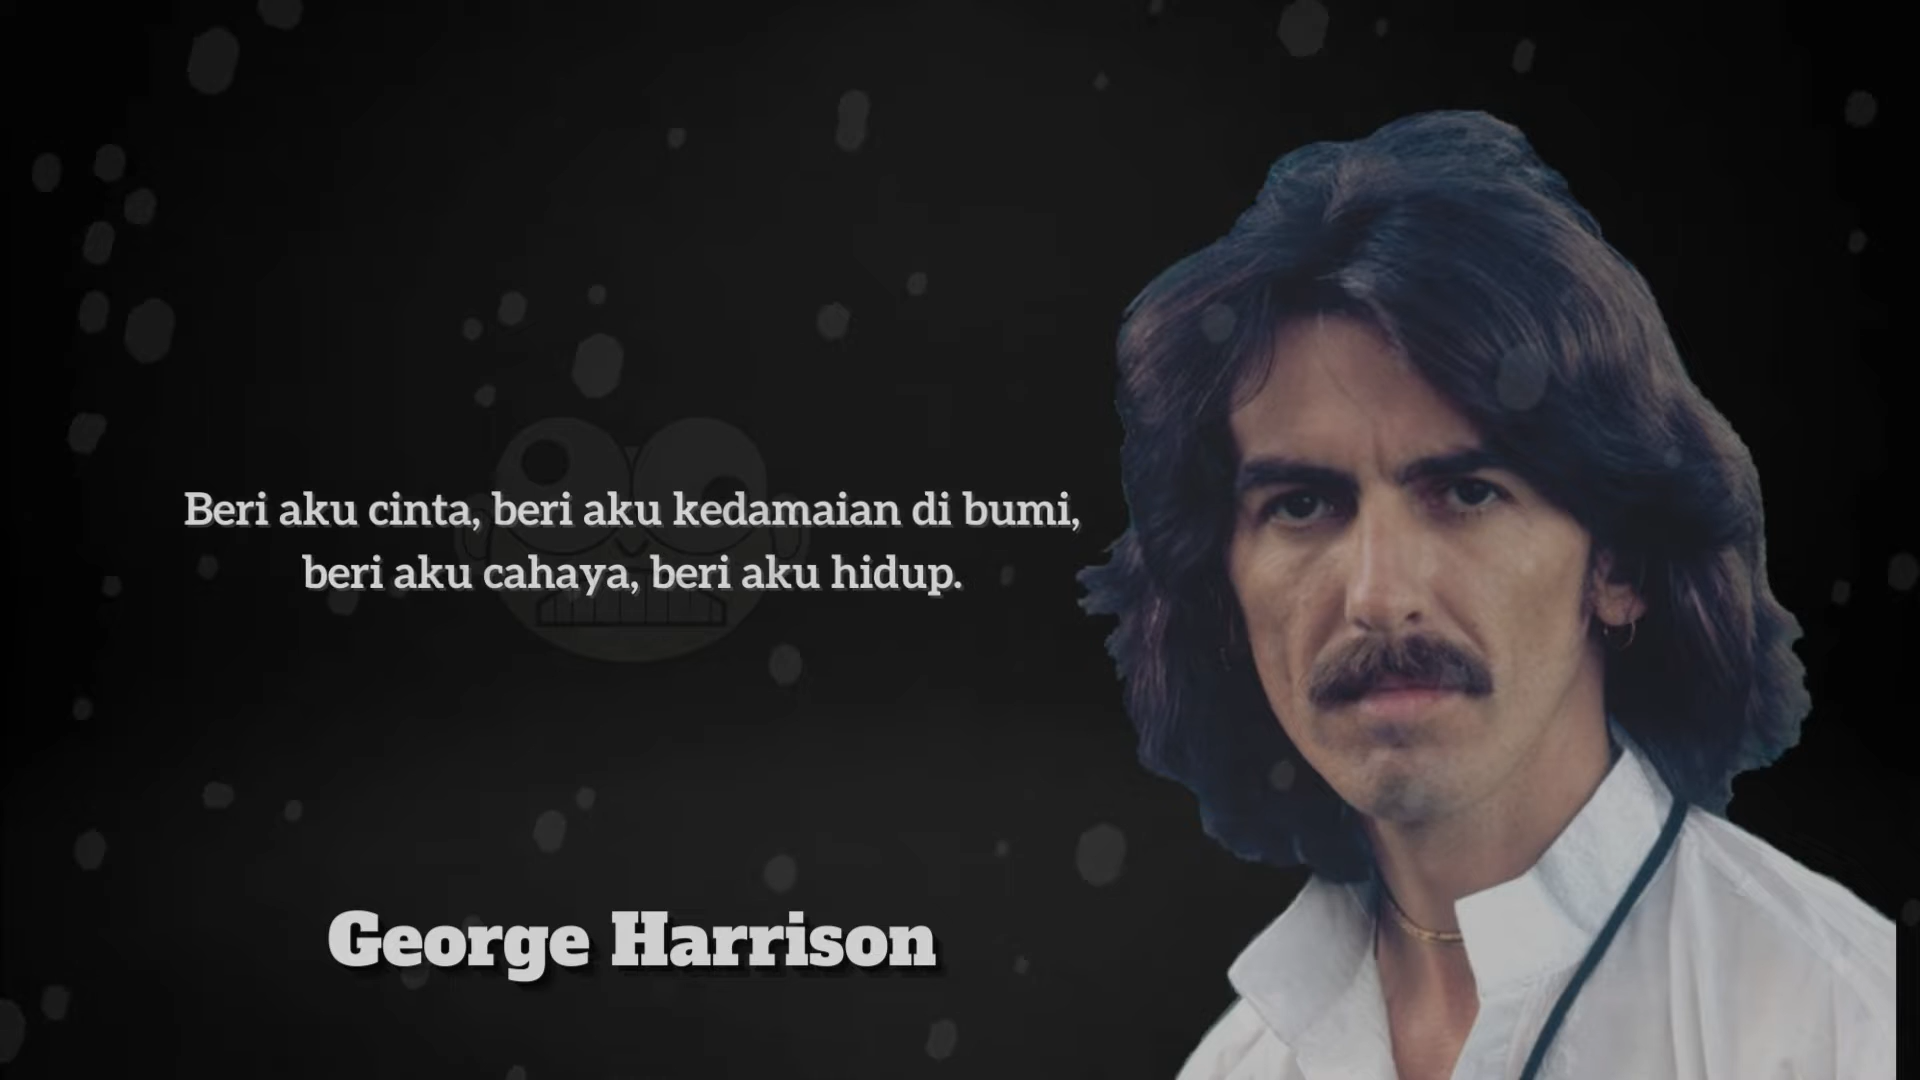 Beri aku cinta, beri aku kedamaian di bumi,
beri aku cahaya, beri aku hidup.
George Harrison